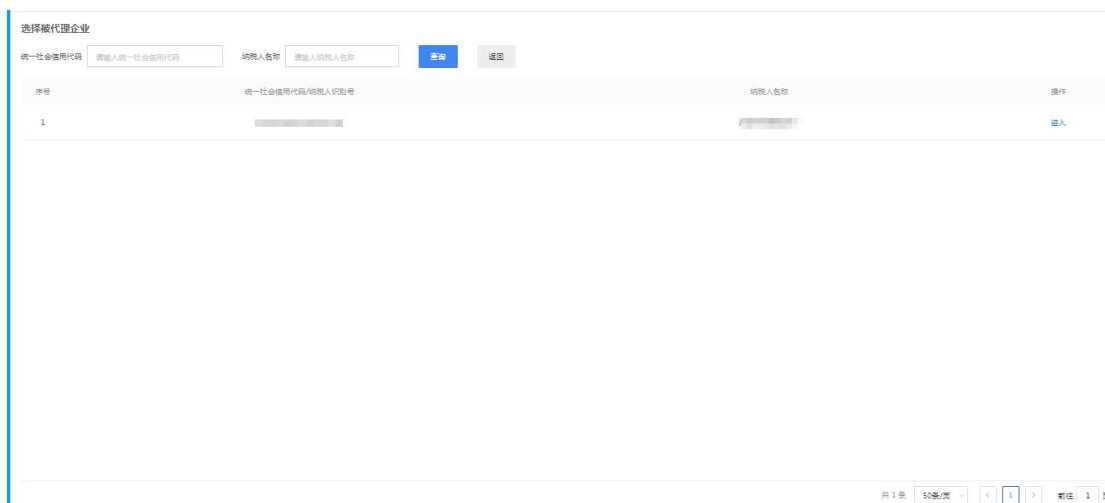 选择被代理企业
统一社会信用代码 请输入统一社会信用代码 纳税人名称 请输入纳税人名称 查询 返回
序号 统一社会信用代码/纳税人识别号 纳税人名称 操作
1 进入
共 1 条 50条/页 < 1 > 前往 1